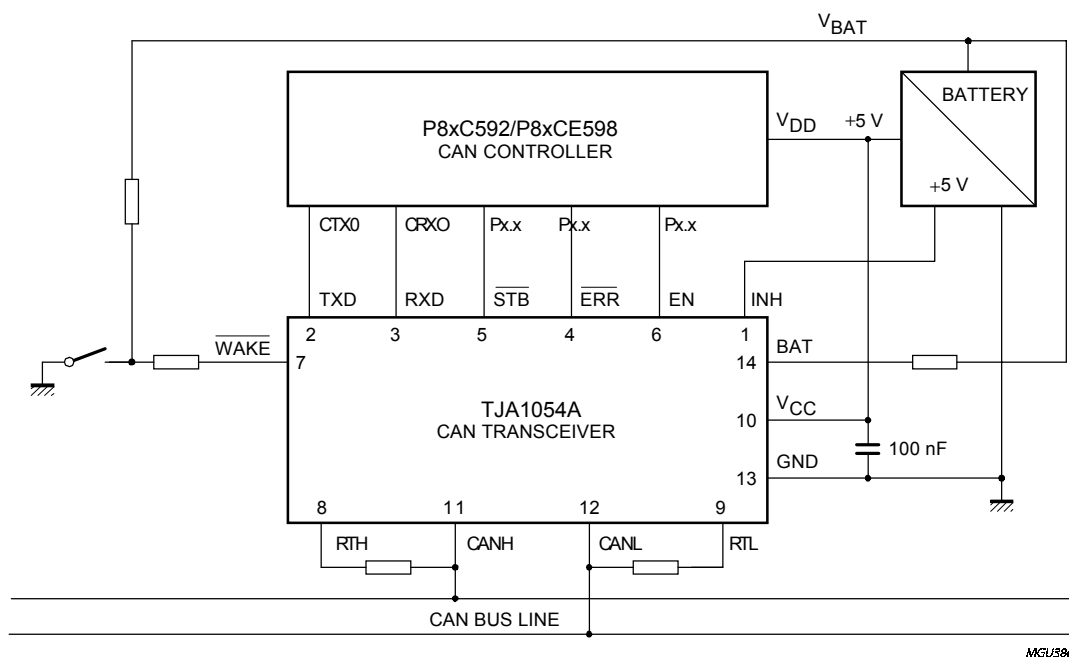 VBAT
BATTERY
P8xC592/P8xCE598
CAN CONTROLLER
VDD
+5 V
+5 V
CTX0 CRXO Px.x Px.x Px.x
TXD RXD STB ERR EN INH
2 3 5 4 6 1
WAKE
7
14
BAT
TJA1054A
CAN TRANSCEIVER
10
VCC
100 nF
13
GND
8 11 12 9
RTH CANH CANL RTL
CAN BUS LINE